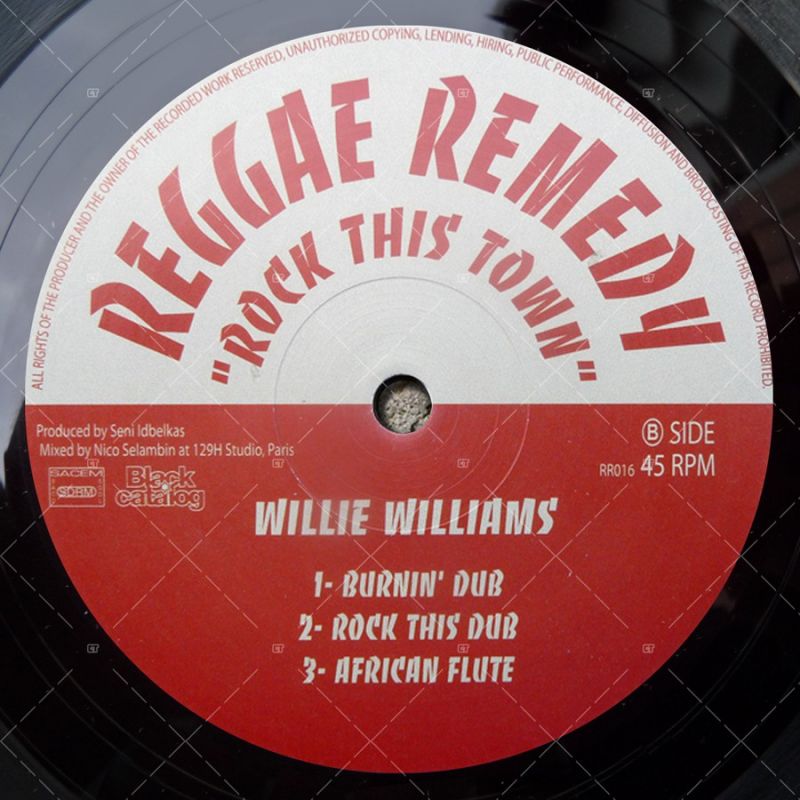 ALL RIGHTS OF THE PRODUCER AND THE OWNER OF THE RECORDED WORK RESERVED, UNAUTHORIZED COPYING, LENDING, HIRING, PUBLIC PERFORMANCE, DIFFUSION AND BROADCASTING OF THIS RECORD PROHIBITED.
REGGAE REMEDY
"ROCK THIS TOWN"
Produced by Seni Idbelkas
Mixed by Nico Selambin at 129H Studio, Paris
SACEM
SDRM
Black
catalog
Ⓑ SIDE
RR016 45 RPM
WILLIE WILLIAMS
1- BURNIN' DUB
2- ROCK THIS DUB
3- AFRICAN FLUTE